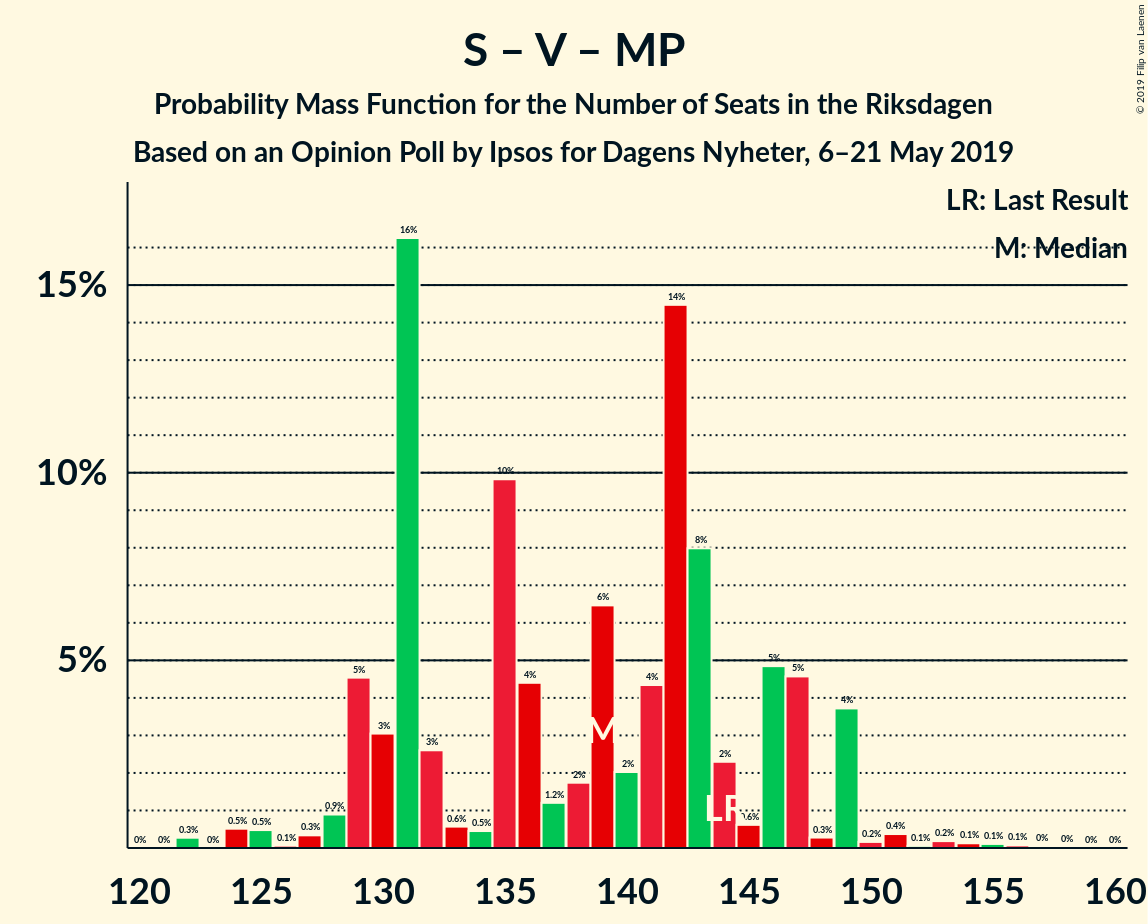 S – V – MP
Probability Mass Function for the Number of Seats in the Riksdagen
Based on an Opinion Poll by Ipsos for Dagens Nyheter, 6–21 May 2019
© 2019 Filip van Laenen
LR: Last Result
M: Median
15%
10%
5%
0% 0% 0.3% 0% 0.5% 0.5% 0.1% 0.3% 0.9% 5% 3% 16% 3% 0.6% 0.5% 10% 4% 1.2% 2% 6% 2% 4% 14% 8% 2% 0.6% 5% 5% 0.3% 4% 0.2% 0.4% 0.1% 0.2% 0.1% 0.1% 0.1% 0% 0% 0% 0%
M
LR
120 125 130 135 140 145 150 155 160